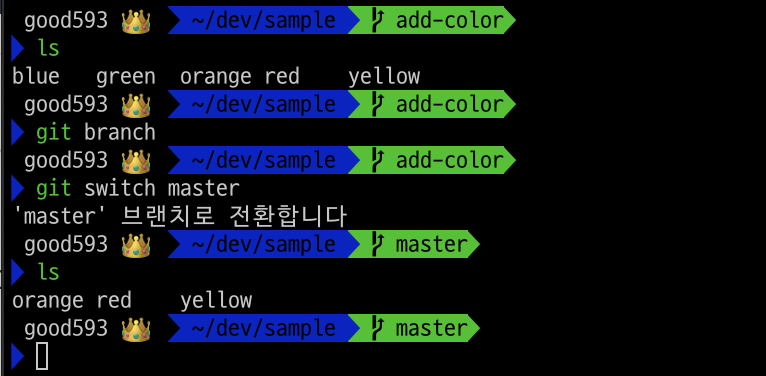 good593 👑 ~/dev/sample add-color
ls
blue green orange red yellow
good593 👑 ~/dev/sample add-color
git branch
good593 👑 ~/dev/sample add-color
git switch master
'master' 브랜치로 전환합니다
good593 👑 ~/dev/sample master
ls
orange red yellow
good593 👑 ~/dev/sample master